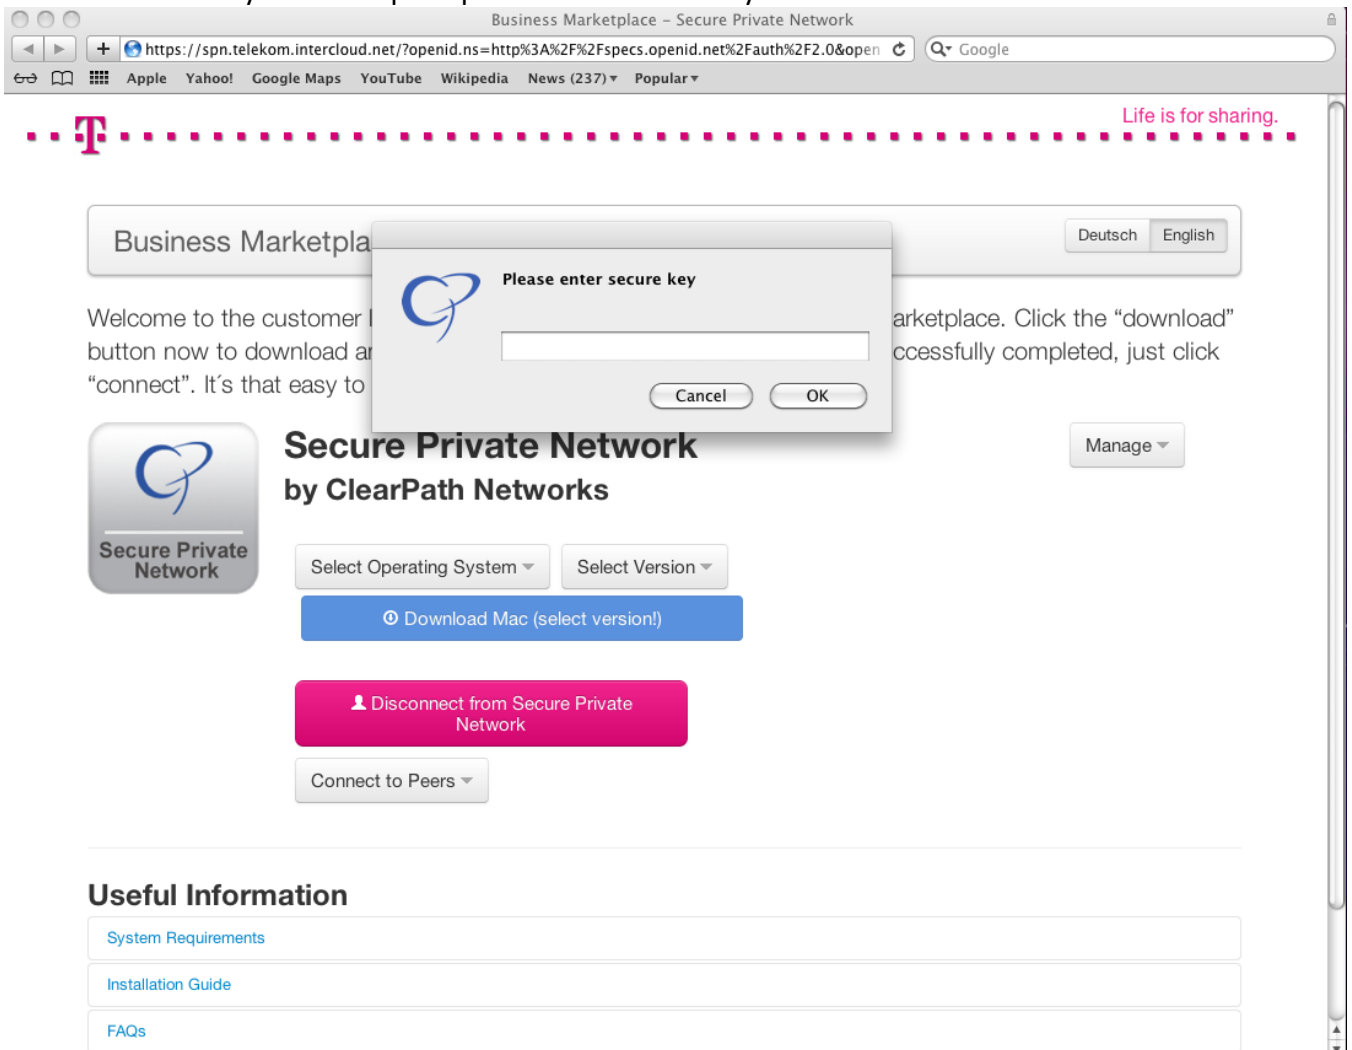 Business Marketplace – Secure Private Network
https://spn.telekom.intercloud.net/?openid.ns=http%3A%2F%2Fspecs.openid.net%2Fauth%2F2.0&open
Google
Apple Yahoo! Google Maps YouTube Wikipedia News (237) Popular
Life is for sharing.
T
Business Marketpla
Deutsch English
Please enter secure key
Welcome to the customer
arketplace. Click the “download”
button now to download
ccessfully completed, just click
“connect”. It´s that easy to
Cancel OK
Secure Private Network
by ClearPath Networks
Manage
Secure Private
Network
Select Operating System Select Version
Download Mac (select version!)
Disconnect from Secure Private
Network
Connect to Peers
Useful Information
System Requirements
Installation Guide
FAQs